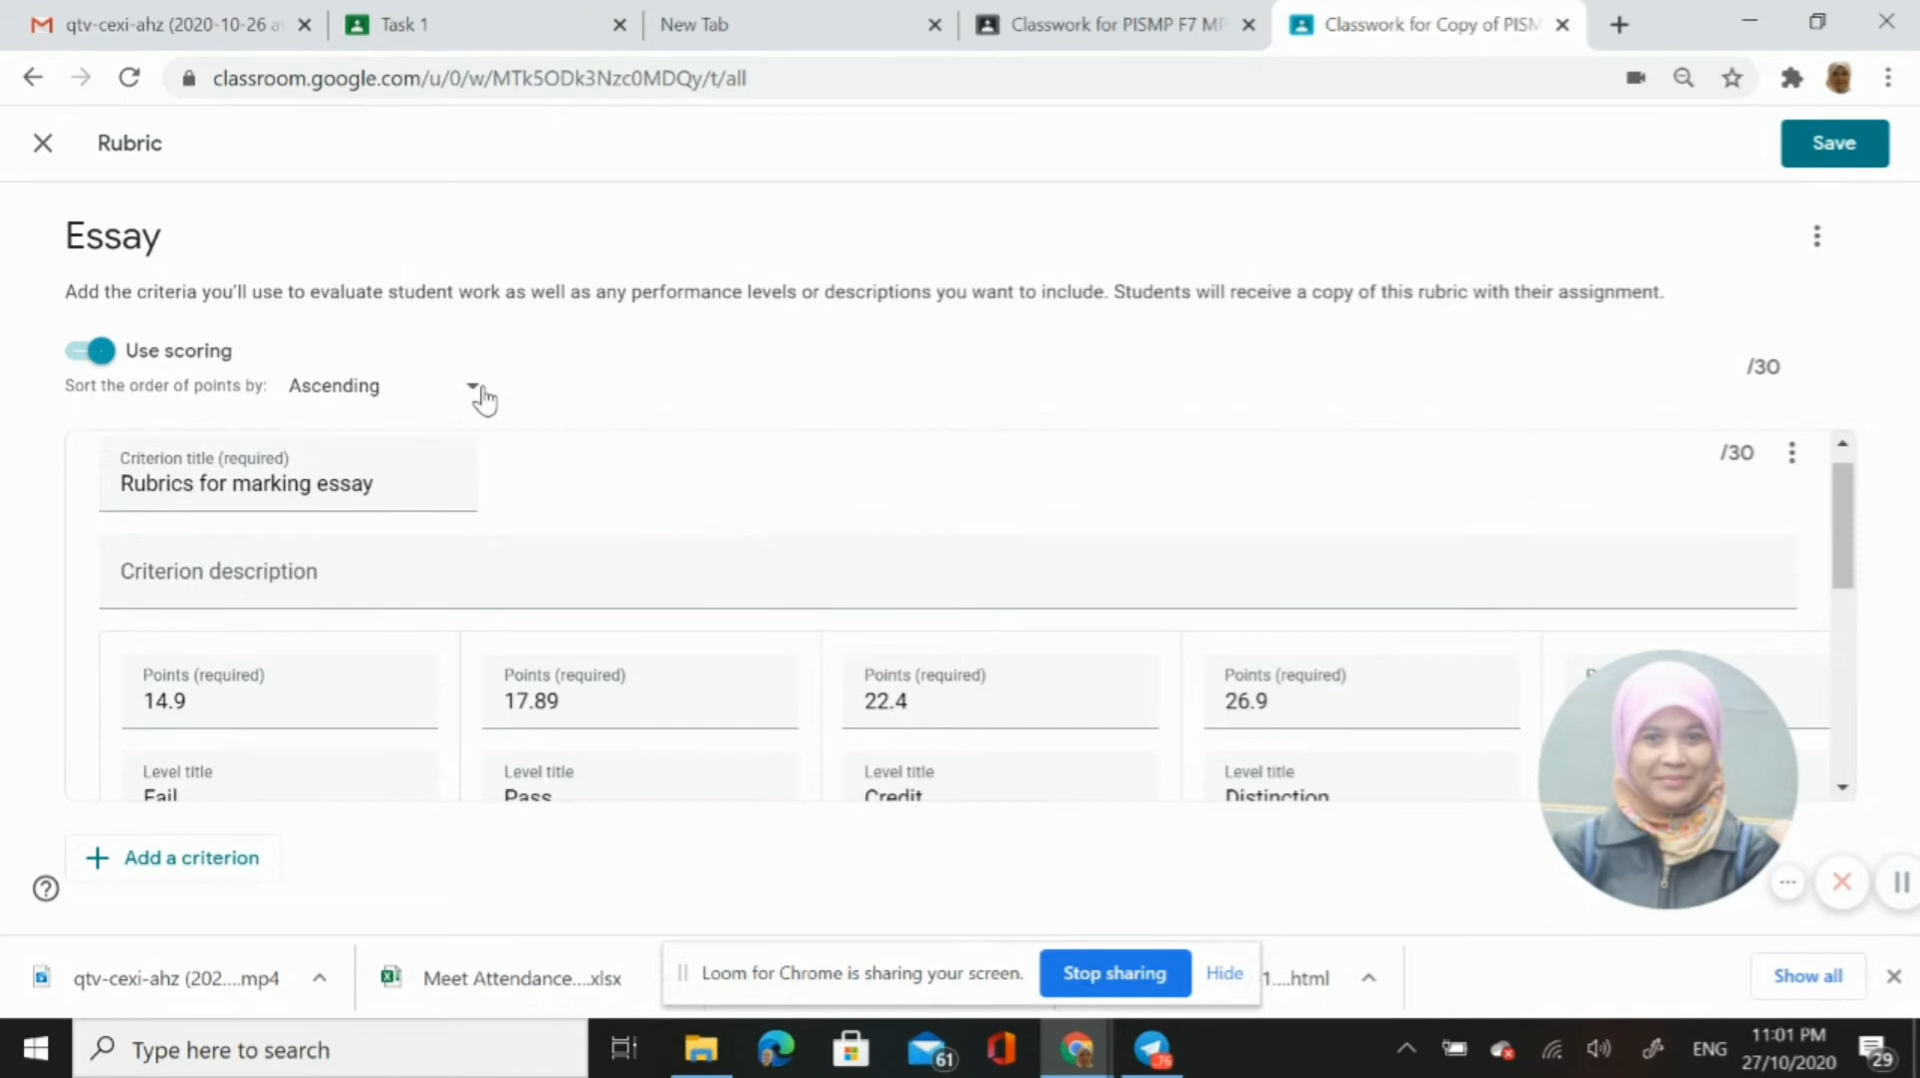 qtv-cexi-ahz (2020-10-26 at
Task 1
New Tab
Classwork for PISMP F7 MP
Classwork for Copy of PISM
classroom.google.com/u/0/w/MTk5ODk3Nzc0MDQy/t/all
Rubric
Save
Essay
Add the criteria you'll use to evaluate student work as well as any performance levels or descriptions you want to include. Students will receive a copy of this rubric with their assignment.
Use scoring
/30
Sort the order of points by: Ascending
Criterion title (required)
Rubrics for marking essay
/30
Criterion description
Points (required)
14.9
Points (required)
17.89
Points (required)
22.4
Points (required)
26.9
Level title
Fail
Level title
Pass
Level title
Credit
Level title
Distinction
+ Add a criterion
qtv-cexi-ahz (202....mp4
Meet Attendance....xlsx
Loom for Chrome is sharing your screen.
Stop sharing
Hide
1....html
Show all
Type here to search
61
76
ENG
11:01 PM
27/10/2020
29